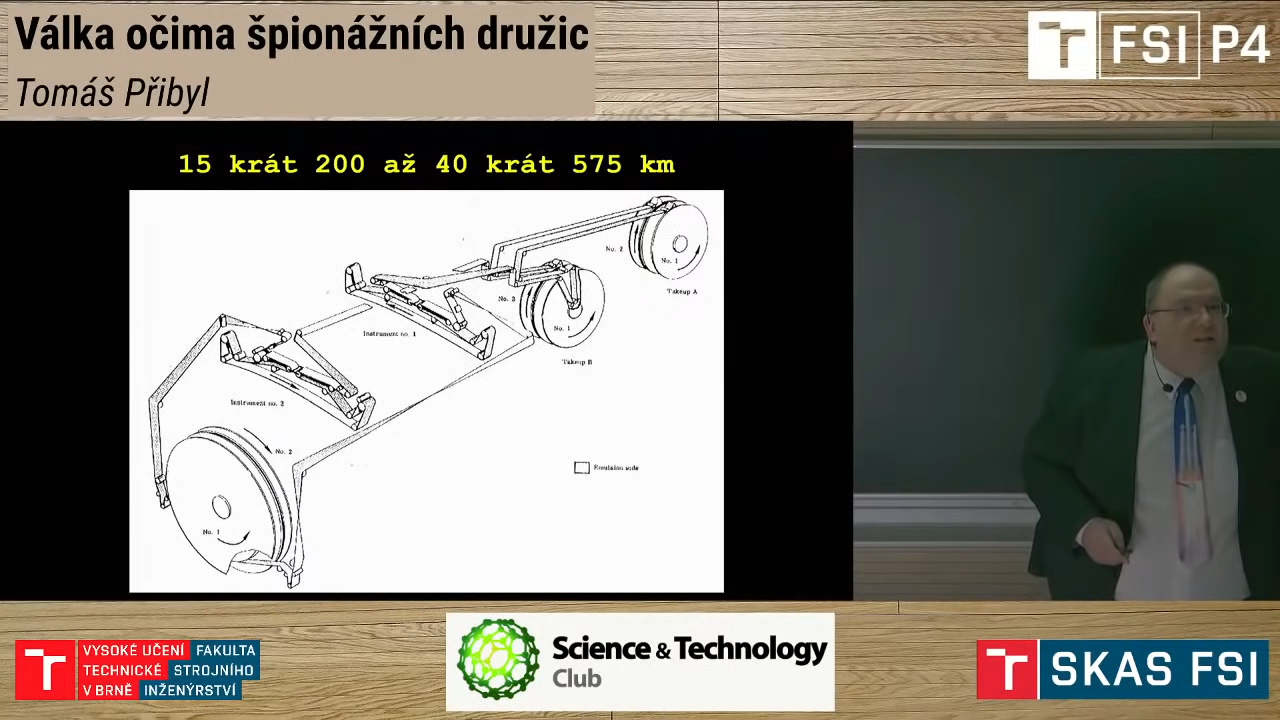 Válka očima špionážních družic
Tomáš Přibyl
FSI P4
15 krát 200 až 40 krát 575 km
No. 2
No. 1
Takeup A
No. 3
No. 1
Instrument no. 1
Takeup B
Instrument no. 2
No. 2
Emulsion side
No. 1
VYSOKÉ UČENÍ FAKULTA
TECHNICKÉ STROJNÍHO
V BRNĚ INŽENÝRSTVÍ
Science & Technology
Club
SKAS FSI